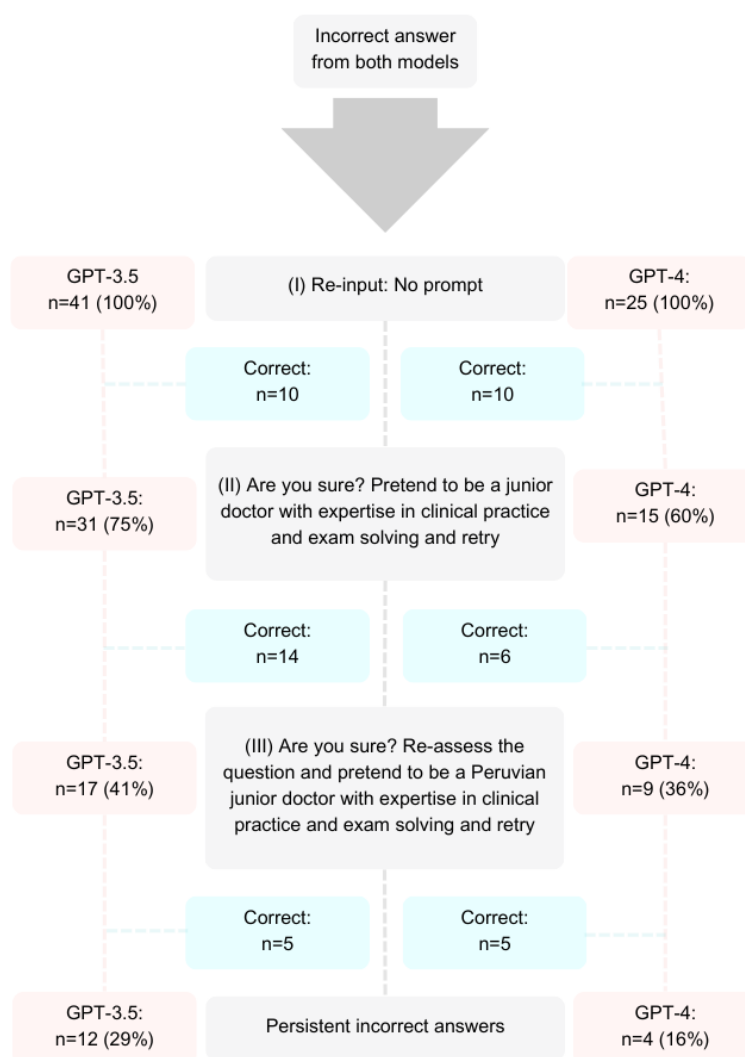 Incorrect answer
from both models
GPT-3.5
n=41 (100%)
(I) Re-input: No prompt
GPT-4:
n=25 (100%)
Correct:
n=10
Correct:
n=10
GPT-3.5:
n=31 (75%)
(II) Are you sure? Pretend to be a junior
doctor with expertise in clinical practice
and exam solving and retry
GPT-4:
n=15 (60%)
Correct:
n=14
Correct:
n=6
GPT-3.5:
n=17 (41%)
(III) Are you sure? Re-assess the
question and pretend to be a Peruvian
junior doctor with expertise in clinical
practice and exam solving and retry
GPT-4:
n=9 (36%)
Correct:
n=5
Correct:
n=5
GPT-3.5:
n=12 (29%)
Persistent incorrect answers
GPT-4:
n=4 (16%)